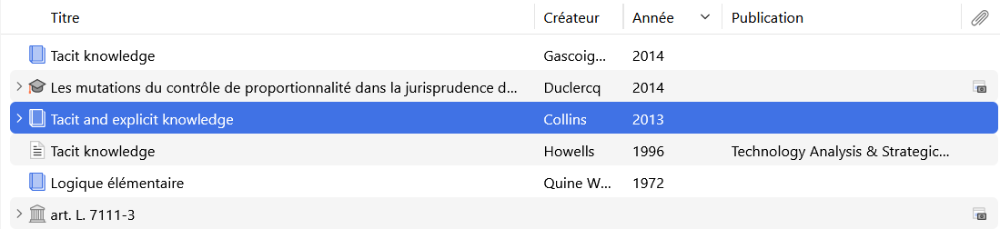 Titre Créateur Année Publication
Tacit knowledge Gascoig... 2014
Les mutations du contrôle de proportionnalité dans la jurisprudence d... Duclercq 2014
Tacit and explicit knowledge Collins 2013
Tacit knowledge Howells 1996 Technology Analysis & Strategic...
Logique élémentaire Quine W... 1972
art. L. 7111-3